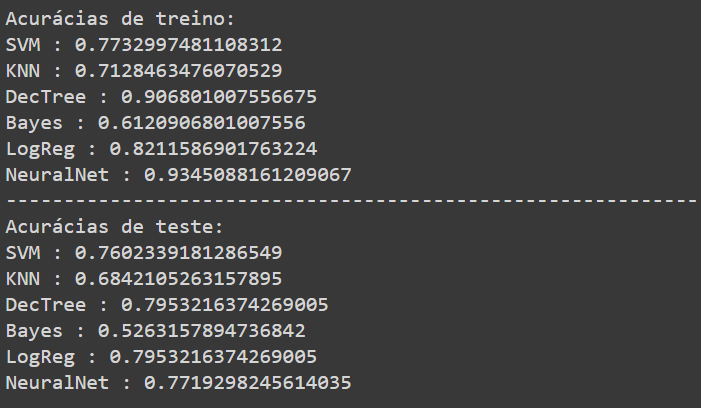 Acurácias de treino:
SVM : 0.77329974811083​12
KNN : 0.7128463476070529
DecTree : 0.906801007556675
Bayes : 0.6120906801007556
LogReg : 0.8211586901763224
NeuralNet : 0.9345088161209067
------------------------------------------------------------
Acurácias de teste:
SVM : 0.7602339181286549
KNN : 0.6842105263157895
DecTree : 0.7953216374269005
Bayes : 0.5263157894736842
LogReg : 0.7953216374269005
NeuralNet : 0.7719298245614035